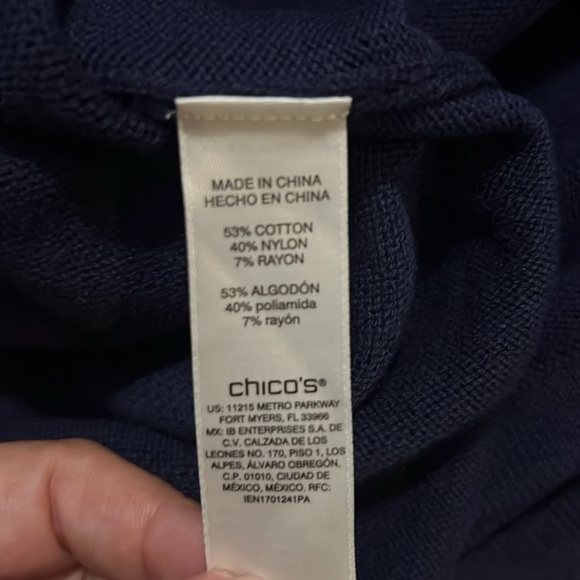 MADE IN CHINA
HECHO EN CHINA
53% COTTON
40% NYLON
7% RAYON
53% ALGODÓN
40% poliamida
7% rayón
chico's®
US: 11215 METRO PARKWAY
FORT MYERS, FL 33966
MX: IB ENTERPRISES S.A. DE
C.V. CALZADA DE LOS
LEONES NO. 170, PISO 1, LOS
ALPES, ÁLVARO OBREGÓN,
C.P. 01010, CIUDAD DE
MÉXICO, MÉXICO. RFC:
IEN1701241PA